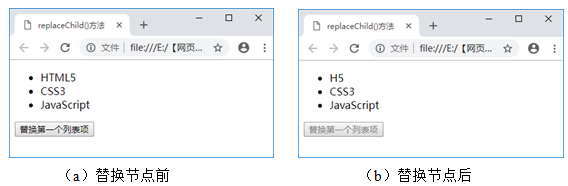 replaceChild()方法
文件 | file:///E:/【网页...
HTML5
CSS3
JavaScript
替换第一个列表项
(a) 替换节点前
replaceChild()方法
文件 | file:///E:/【网页...
H5
CSS3
JavaScript
替换第一个列表项
(b) 替换节点后